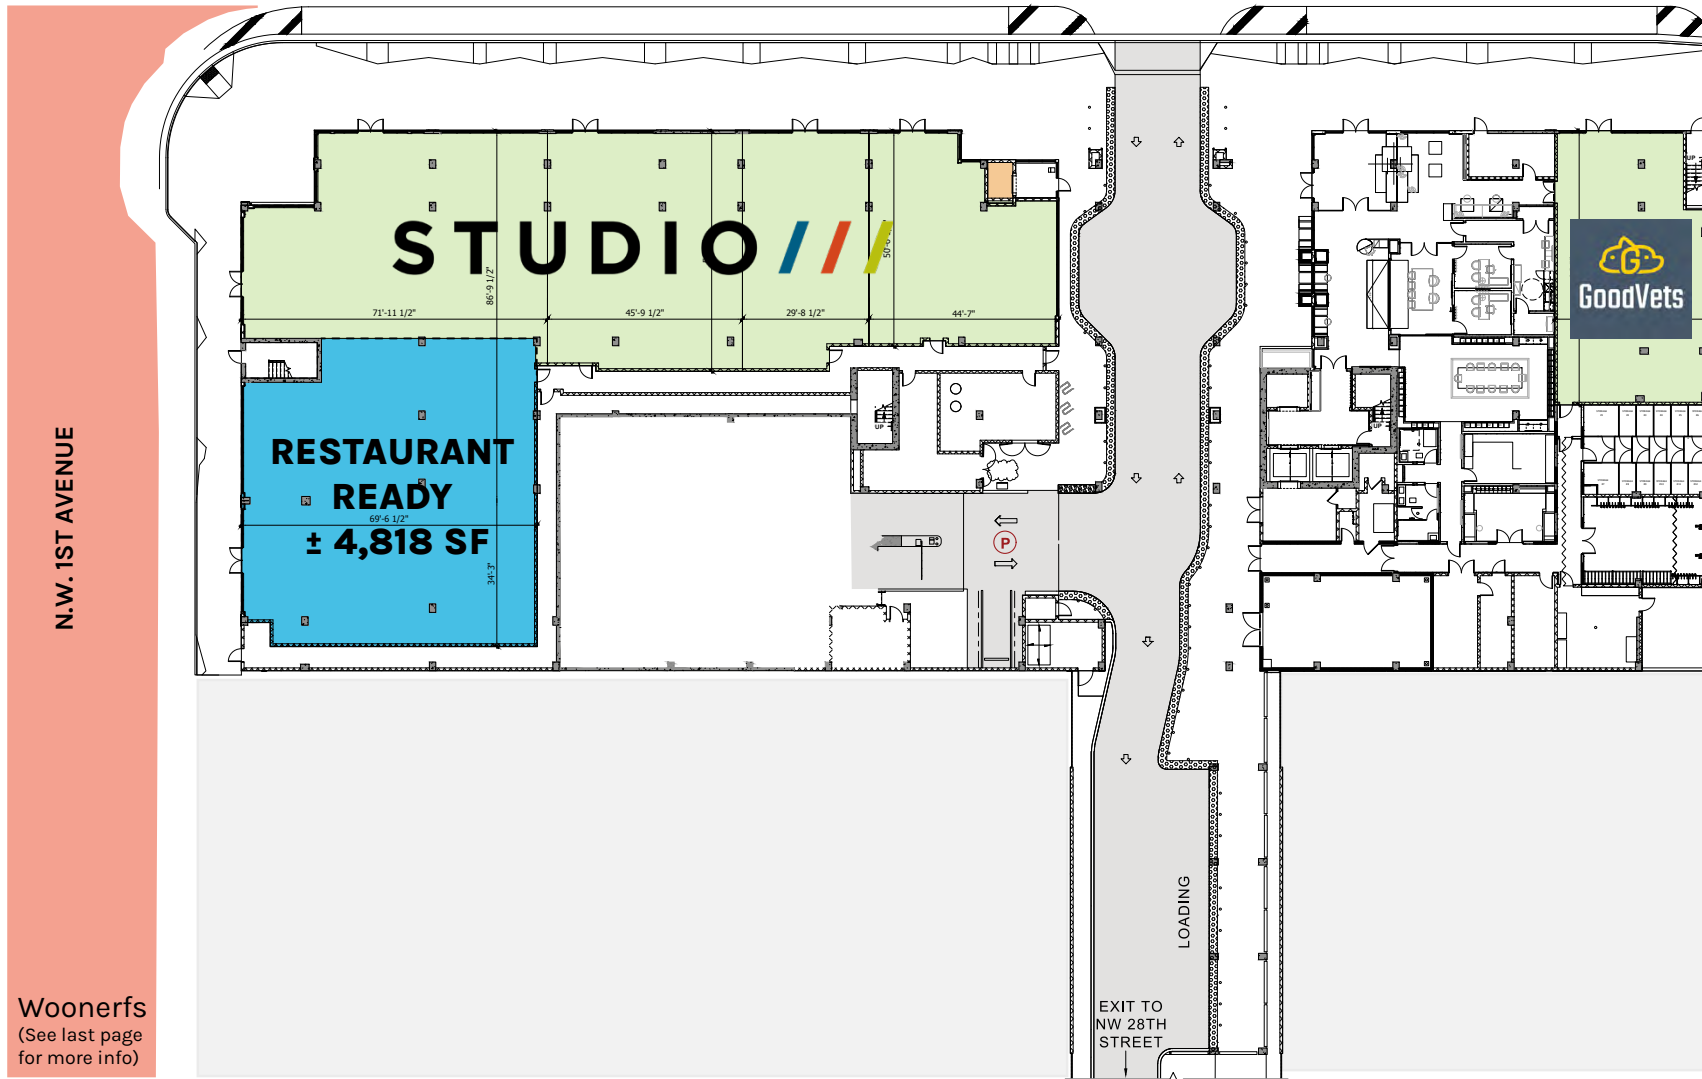 STUDIO///
86'-9 1/2"
71'-11 1/2"
45'-9 1/2"
29'-8 1/2"
44'-7"
UP
GoodVets
RESTAURANT
READY
± 4,818 SF
69'-6 1/2"
34'-3"
UP
UP
P
N.W. 1ST AVENUE
LOADING
Woonerfs
(See last page
for more info)
EXIT TO
NW 28TH
STREET